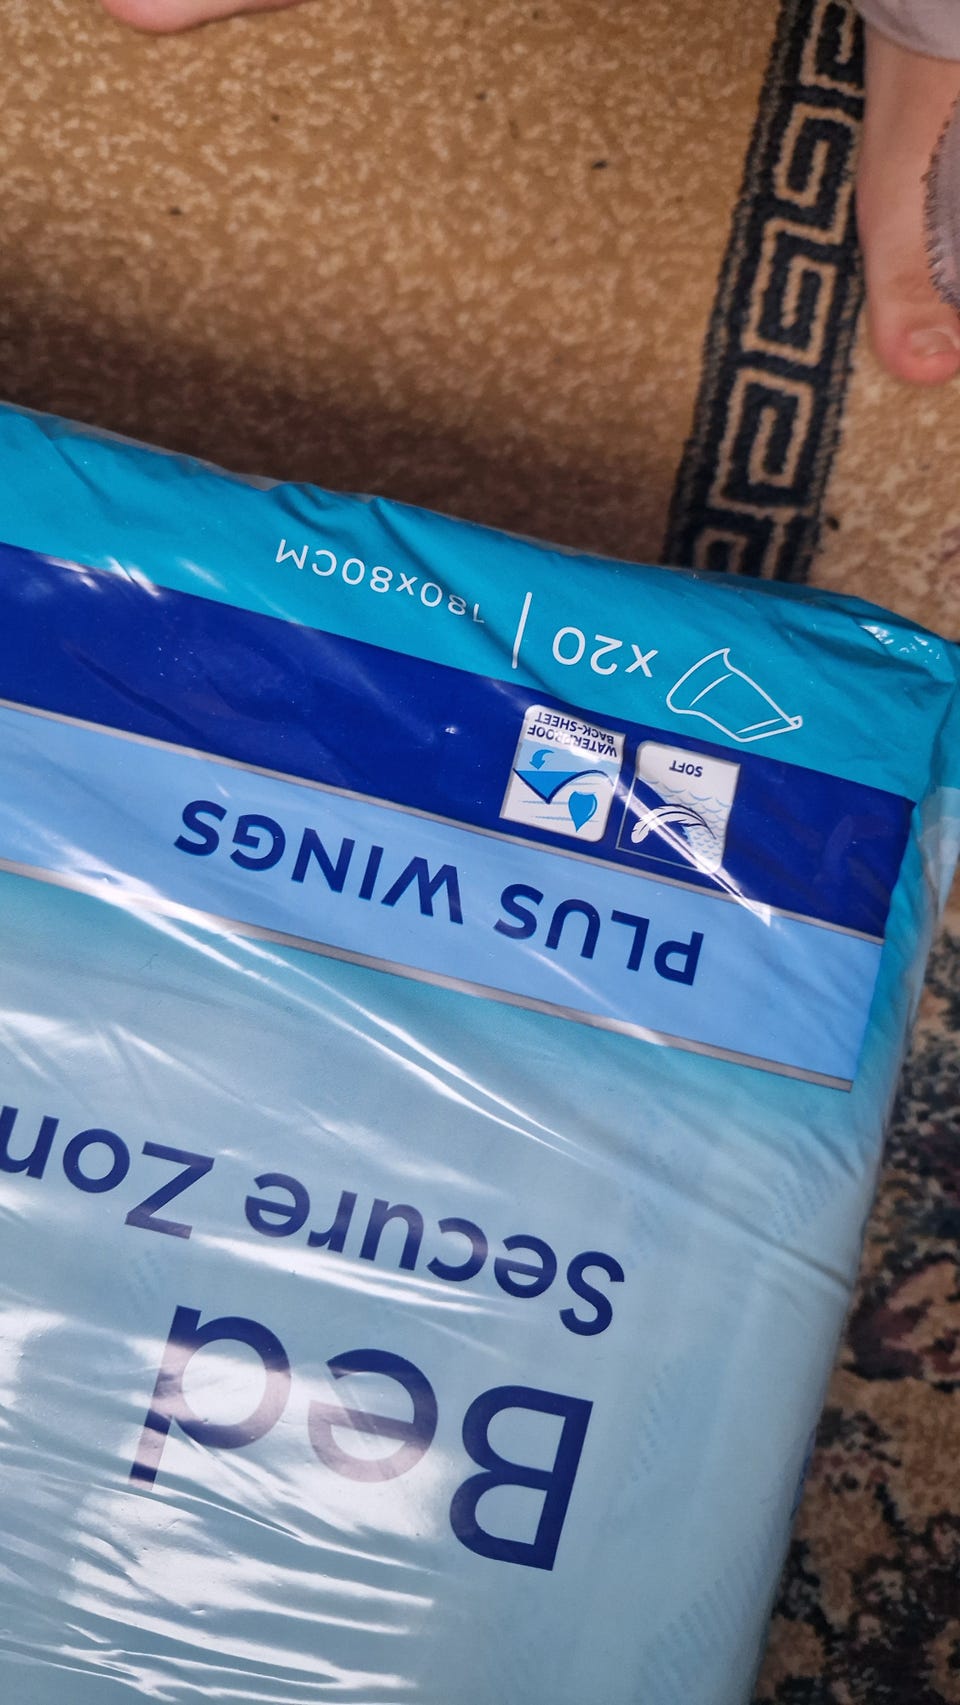 Bed
Secure Zon
PLUS WINGS
SOFT
WATERPROOF
BACK-SHEET
x20 | 180x80CM